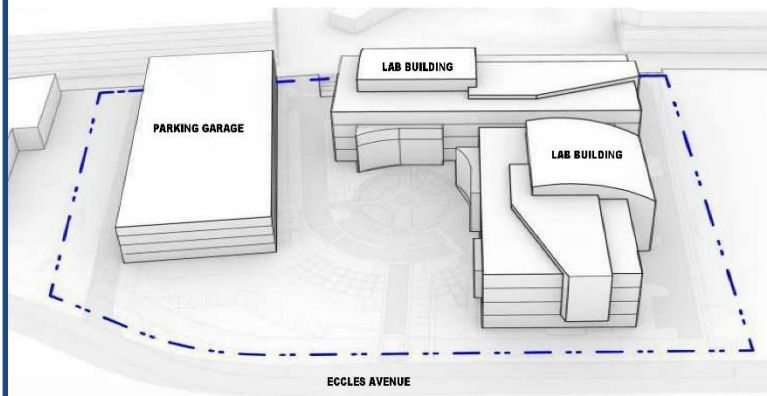 LAB BUILDING
PARKING GARAGE
LAB BUILDING
ECCLES AVENUE